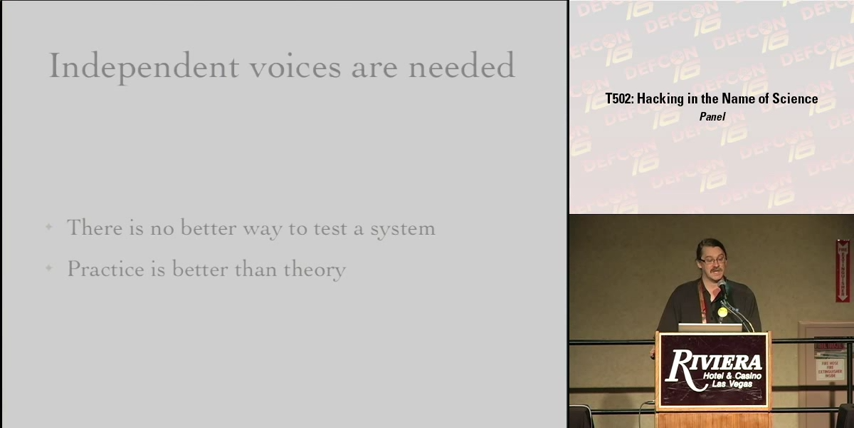 Independent voices are needed
There is no better way to test a system
Practice is better than theory
DEFCON 16
T502: Hacking in the Name of Science
Panel
RIVIERA
Hotel & Casino
Las Vegas